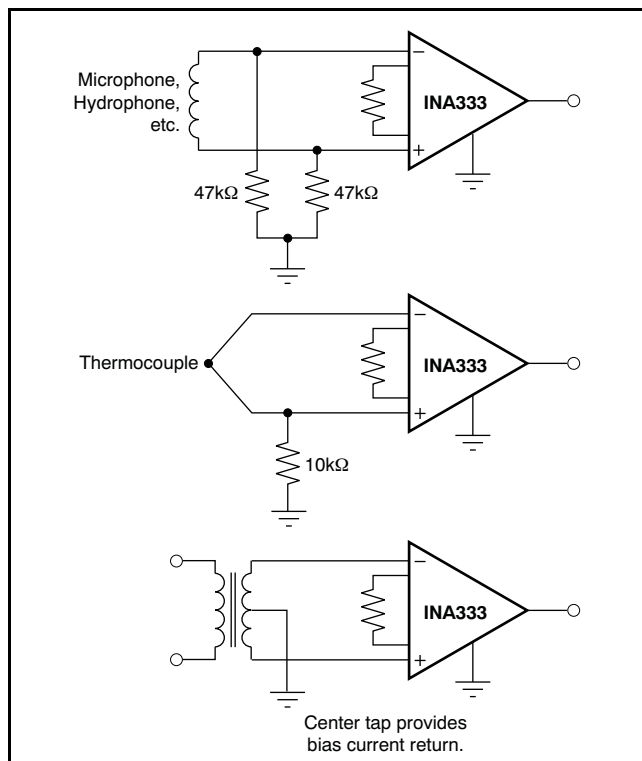 Microphone,
Hydrophone,
etc.
−
INA333
+
47kΩ
47kΩ
Thermocouple
−
INA333
+
10kΩ
−
INA333
+
Center tap provides
bias current return.